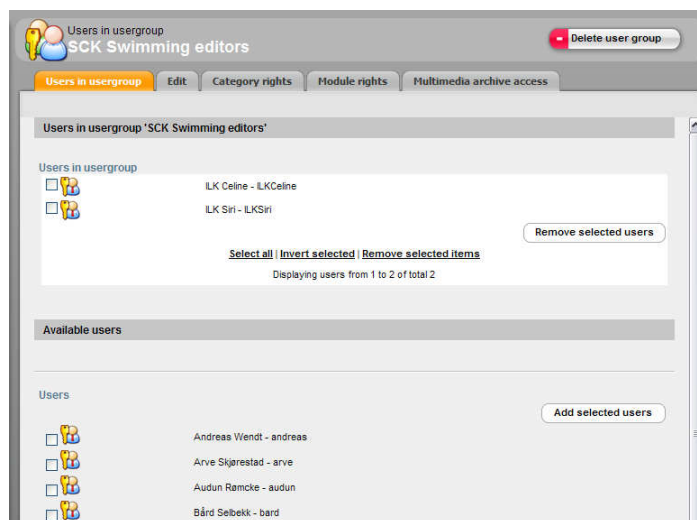 Users in usergroup
SCK Swimming editors
Delete user group
Users in usergroup Edit Category rights Module rights Multimedia archive access
Users in usergroup 'SCK Swimming editors'
Users in usergroup
ILK Celine - ILKCeline
ILK Siri - ILKSiri
Remove selected users
Select all | Invert selected | Remove selected items
Displaying users from 1 to 2 of total 2
Available users
Users
Add selected users
Andreas Wendt - andreas
Arve Skjørestad - arve
Audun Rømcke - audun
Bård Selbekk - bard